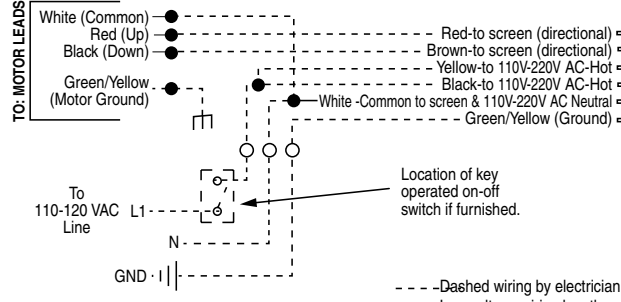 TO: MOTOR LEADS
White (Common)
Red (Up)
Black (Down)
Green/Yellow
(Motor Ground)
Red-to screen (directional)
Brown-to screen (directional)
Yellow-to 110V-220V AC-Hot
Black-to 110V-220V AC-Hot
White -Common to screen & 110V-220V AC Neutral
Green/Yellow (Ground)
Location of key
operated on-off
switch if furnished.
To
110-120 VAC L1
Line
N
GND
Dashed wiring by electrician